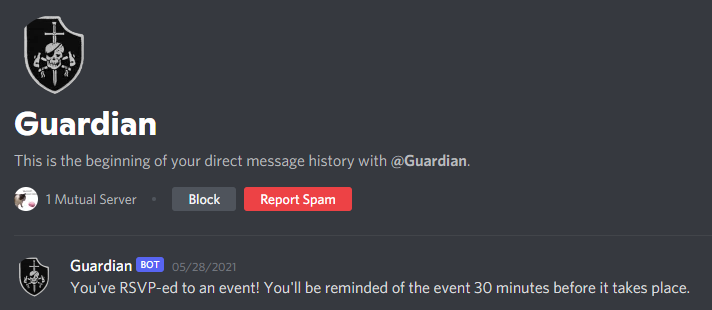 Guardian
This is the beginning of your direct message history with @Guardian.
1 Mutual Server • Block Report Spam
Guardian BOT 05/28/2021
You've RSVP-ed to an event! You'll be reminded of the event 30 minutes before it takes place.